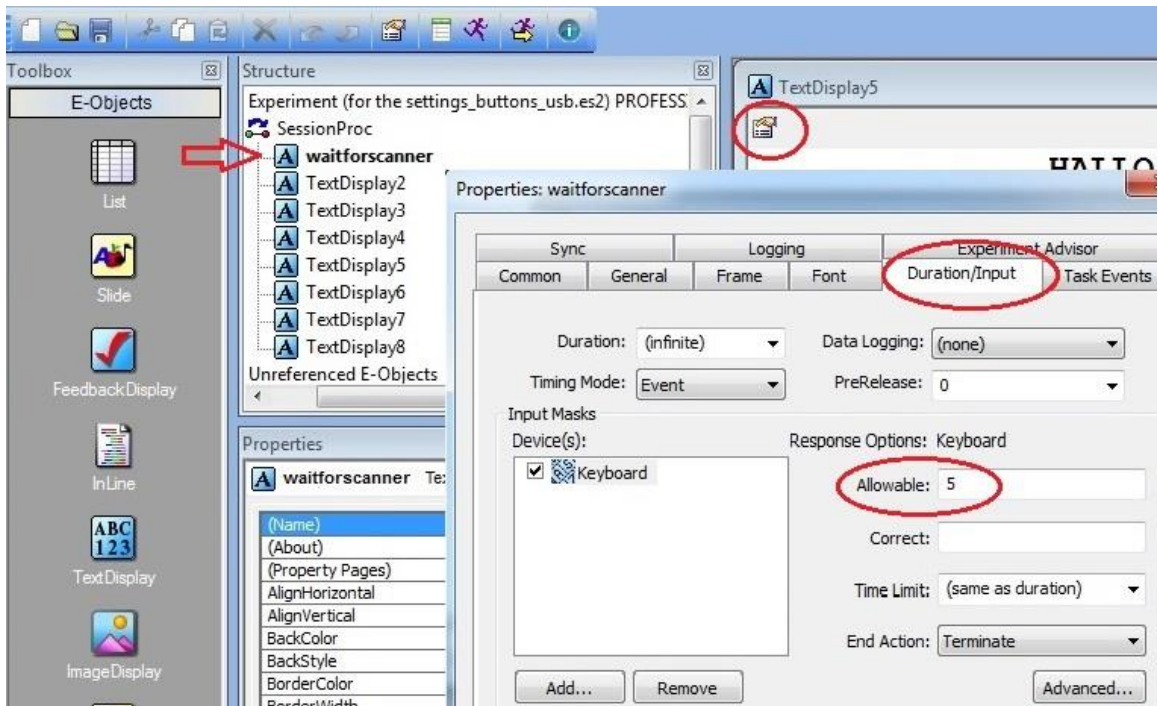 Toolbox
E-Objects
List
Slide
FeedbackDisplay
InLine
ABC
123
TextDisplay
ImageDisplay
Structure
Experiment (for the settings_buttons_usb.es2) PROFESS
SessionProc
A waitforscanner
A TextDisplay2
A TextDisplay3
A TextDisplay4
A TextDisplay5
A TextDisplay6
A TextDisplay7
A TextDisplay8
Unreferenced E-Objects
Properties
A waitforscanner Te
(Name)
(About)
(Property Pages)
AlignHorizontal
AlignVertical
BackColor
BackStyle
BorderColor
BorderWidth
A TextDisplay5
HALLO
Properties: waitforscanner
Sync Logging Experiment Advisor
Common General Frame Font Duration/Input Task Events
Duration: (infinite) Data Logging: (none)
Timing Mode: Event PreRelease: 0
Input Masks
Device(s): Response Options: Keyboard
Keyboard
Allowable: 5
Correct:
Time Limit: (same as duration)
End Action: Terminate
Add... Remove Advanced...